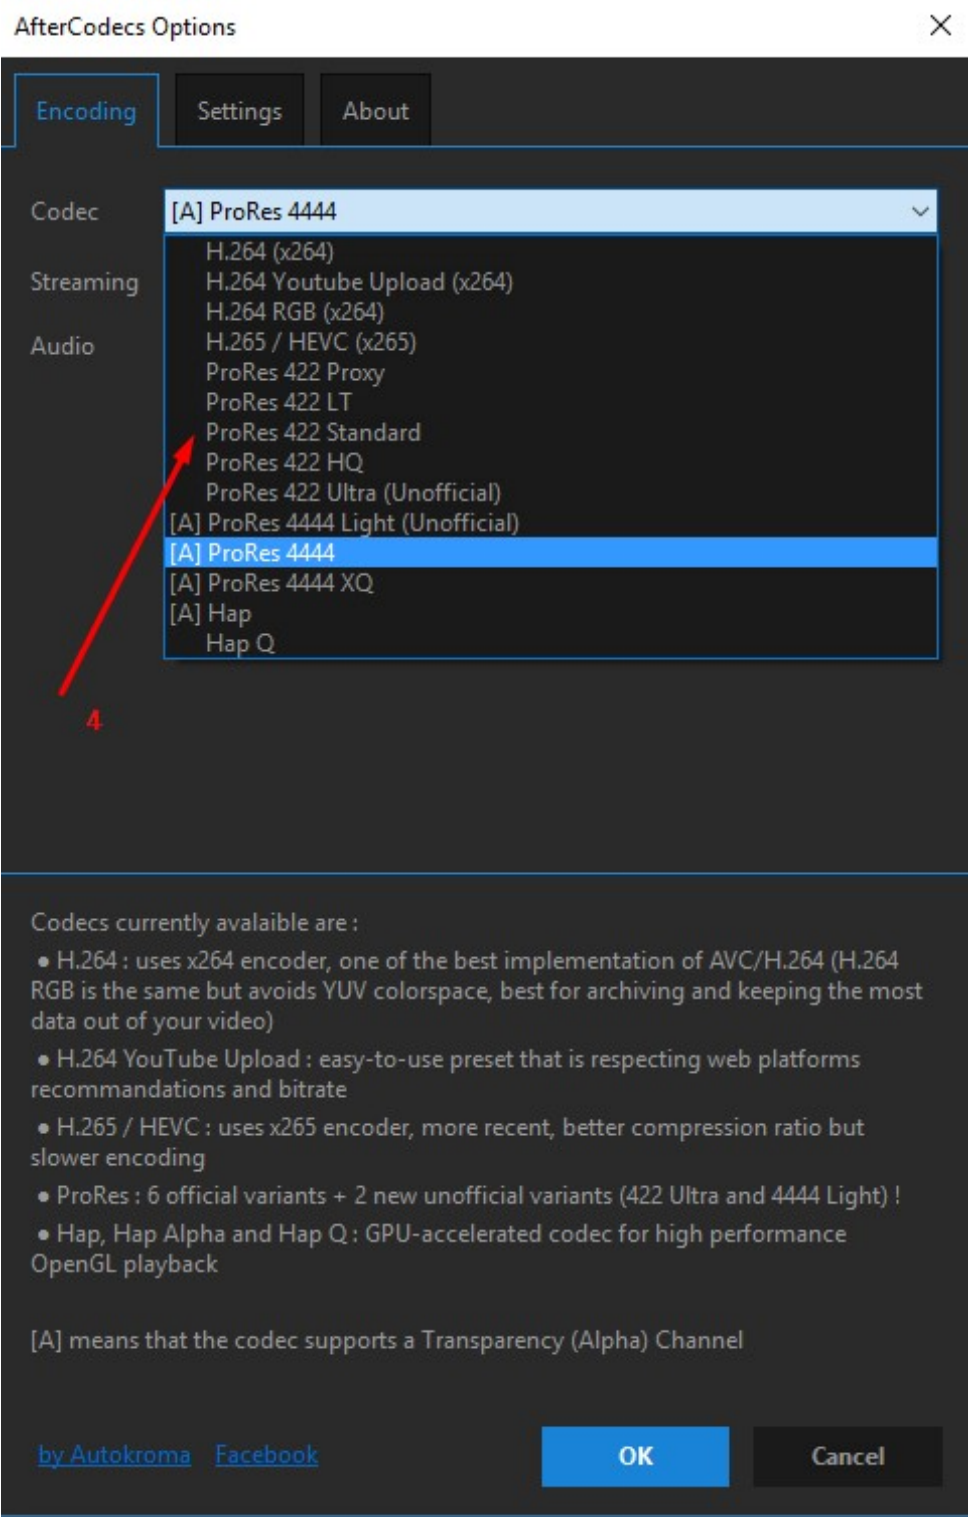 AfterCodecs Options
Encoding
Settings
About
Codec
[A] ProRes 4444
H.264 (x264)
Streaming
H.264 Youtube Upload (x264)
H.264 RGB (x264)
Audio
H.265 / HEVC (x265)
ProRes 422 Proxy
ProRes 422 LT
ProRes 422 Standard
ProRes 422 HQ
ProRes 422 Ultra (Unofficial)
[A] ProRes 4444 Light (Unofficial)
[A] ProRes 4444
[A] ProRes 4444 XQ
[A] Hap
Hap Q
4
Codecs currently avalaible are :
● H.264 : uses x264 encoder, one of the best implementation of AVC/H.264 (H.264
RGB is the same but avoids YUV colorspace, best for archiving and keeping the most
data out of your video)
● H.264 YouTube Upload : easy-to-use preset that is respecting web platforms
recommandations and bitrate
● H.265 / HEVC : uses x265 encoder, more recent, better compression ratio but
slower encoding
● ProRes : 6 official variants + 2 new unofficial variants (422 Ultra and 4444 Light) !
● Hap, Hap Alpha and Hap Q : GPU-accelerated codec for high performance
OpenGL playback
[A] means that the codec supports a Transparency (Alpha) Channel
by Autokroma
Facebook
OK
Cancel